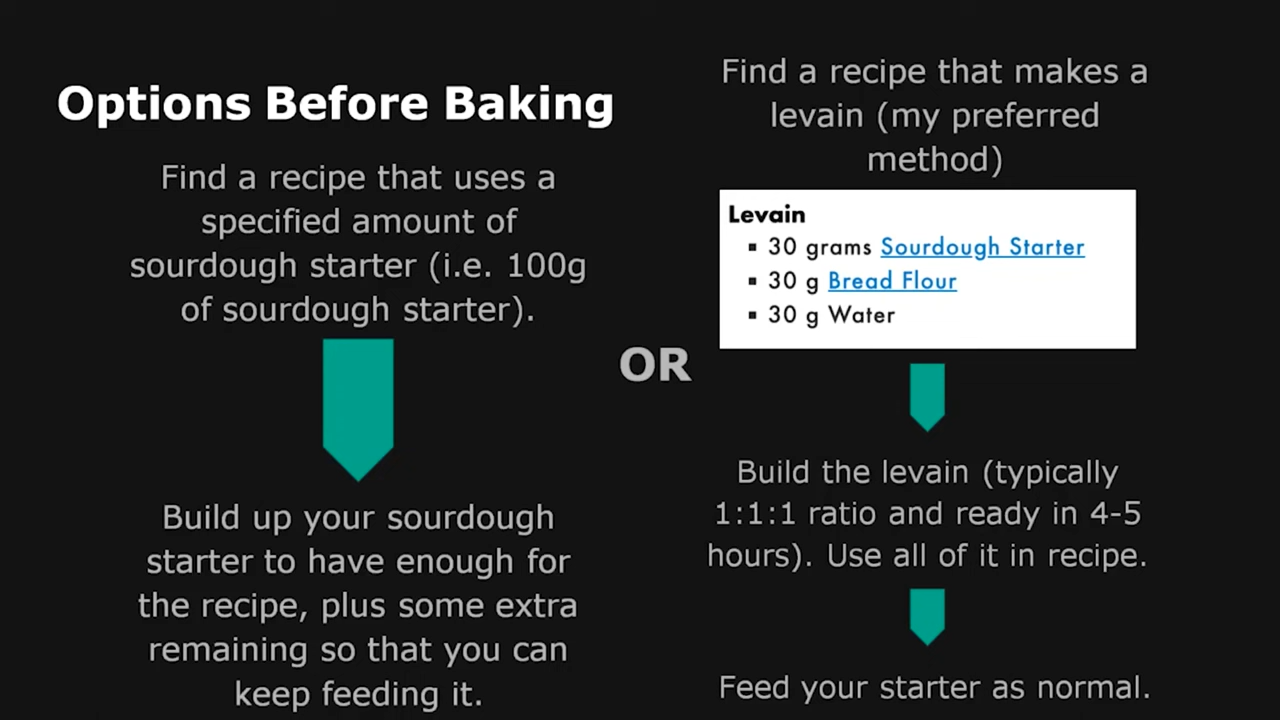 Options Before Baking
Find a recipe that uses a
specified amount of
sourdough starter (i.e. 100g
of sourdough starter).
Build up your sourdough
starter to have enough for
the recipe, plus some extra
remaining so that you can
keep feeding it.
OR
Find a recipe that makes a
levain (my preferred
method)
Levain
▪ 30 grams Sourdough Starter
▪ 30 g Bread Flour
▪ 30 g Water
Build the levain (typically
1:1:1 ratio and ready in 4-5
hours). Use all of it in recipe.
Feed your starter as normal.